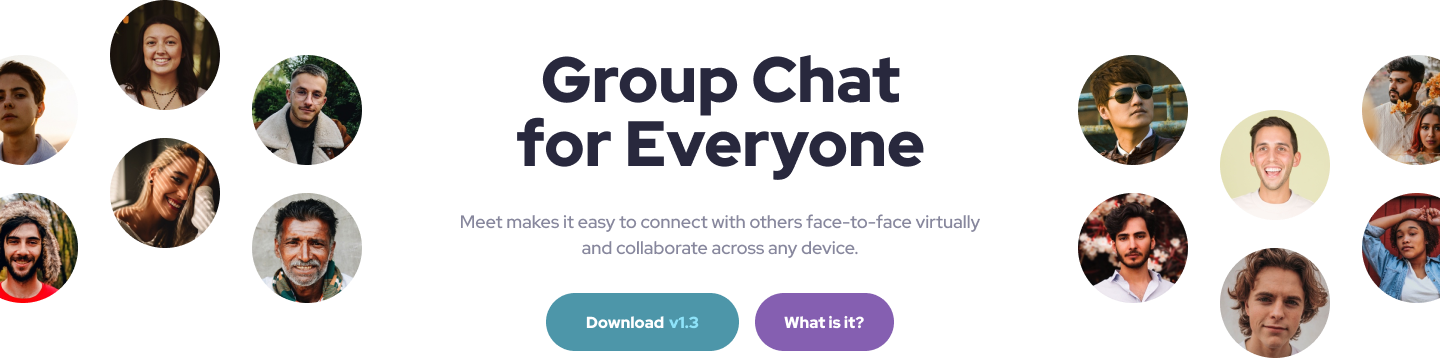 Group Chat
for Everyone
Meet makes it easy to connect with others face-to-face virtually
and collaborate across any device.
Download v1.3
What is it?